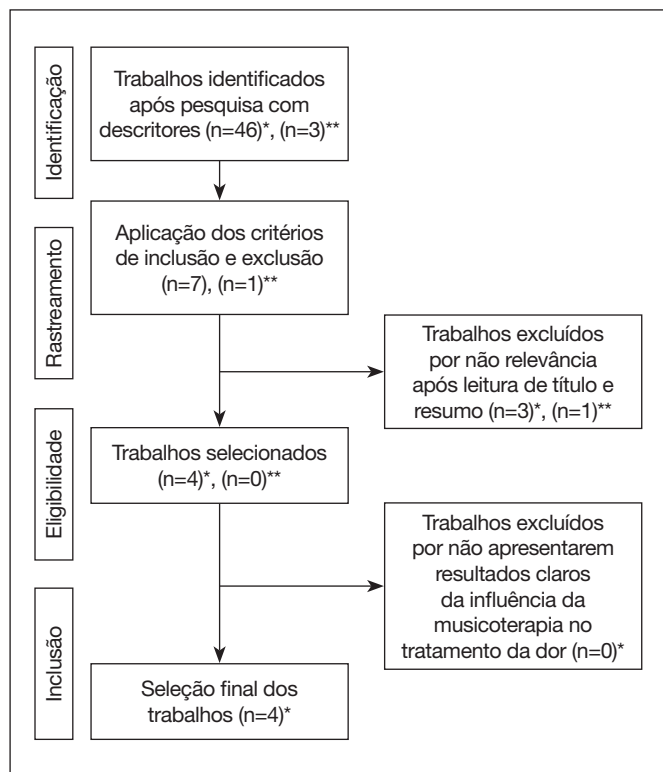 Identificação
Trabalhos identificados
após pesquisa com
descritores (n=46)*, (n=3)**
Rastreamento
Aplicação dos critérios
de inclusão e exclusão
(n=7), (n=1)**
Trabalhos excluídos
por não relevância
após leitura de título e
resumo (n=3)*, (n=1)**
Eligibilidade
Trabalhos selecionados
(n=4)*, (n=0)**
Trabalhos excluídos
por não apresentarem
resultados claros
da influência da
musicoterapia no
tratamento da dor (n=0)*
Inclusão
Seleção final dos
trabalhos (n=4)*